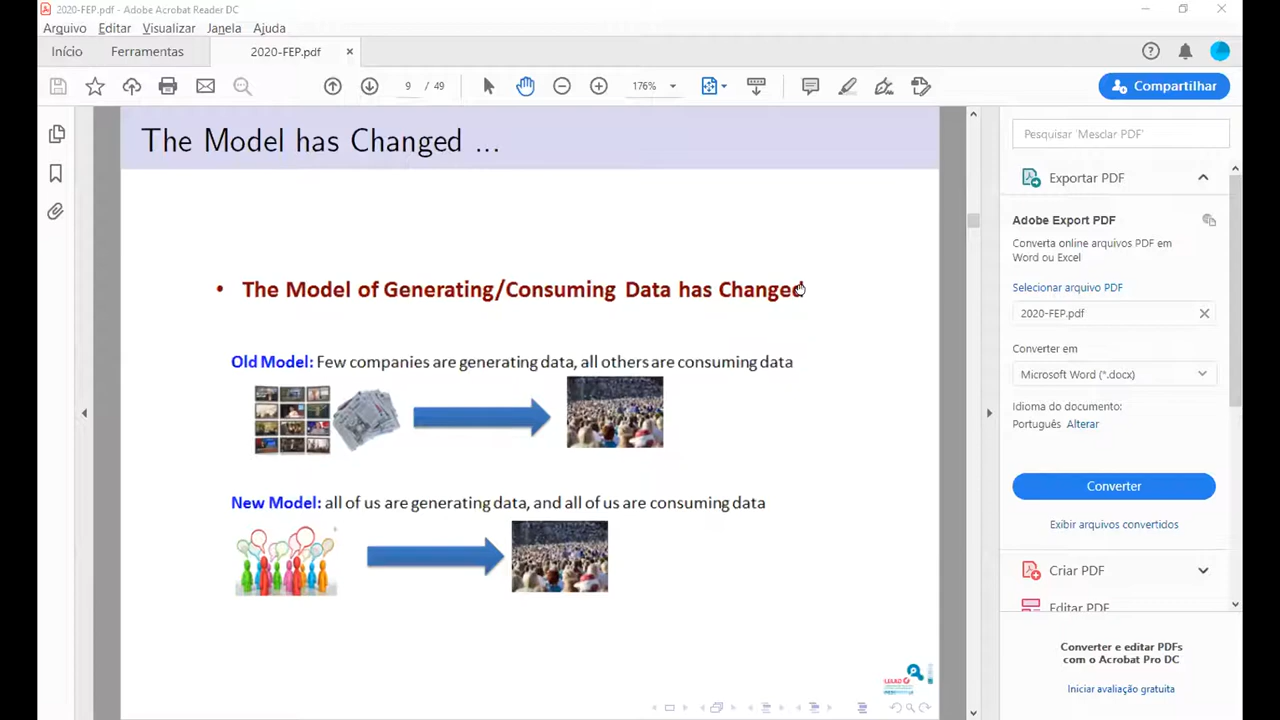 2020-FEP.pdf - Adobe Acrobat Reader DC
Arquivo Editar Visualizar Janela Ajuda
Início Ferramentas 2020-FEP.pdf
9 / 49 176% Compartilhar
The Model has Changed ...
• The Model of Generating/Consuming Data has Changed
Old Model: Few companies are generating data, all others are consuming data
New Model: all of us are generating data, and all of us are consuming data
Pesquisar 'Mesclar PDF'
Exportar PDF
Adobe Export PDF
Converta online arquivos PDF em
Word ou Excel
Selecionar arquivo PDF
2020-FEP.pdf
Converter em
Microsoft Word (*.docx)
Idioma do documento:
Português Alterar
Converter
Exibir arquivos convertidos
Criar PDF
Editar PDF
Converter e editar PDFs
com o Acrobat Pro DC
Iniciar avaliação gratuita